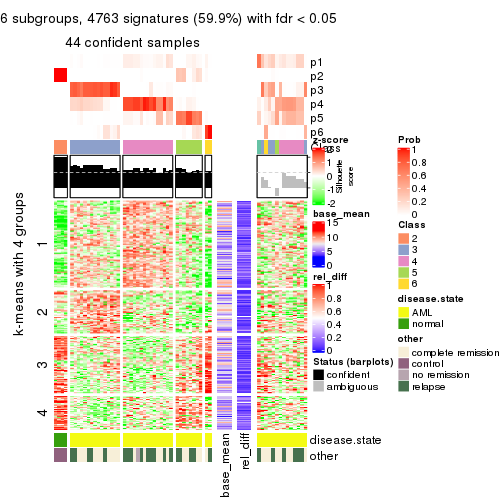 6 subgroups, 4763 signatures (59.9%) with fdr < 0.05
44 confident samples
p1
p2
p3
p4
p5
p6
Class
Silhouette
score
k-means with 4 groups
1
2
3
4
base_mean
rel_diff
disease.state
other
z-score
2
1
0
-1
-2
base_mean
15
10
5
0
rel_diff
1
0.8
0.6
0.4
0.2
0
Status (barplots)
confident
ambiguous
Prob
1
0.8
0.6
0.4
0.2
0
Class
2
3
4
5
6
disease.state
AML
normal
other
complete remission
control
no remission
relapse